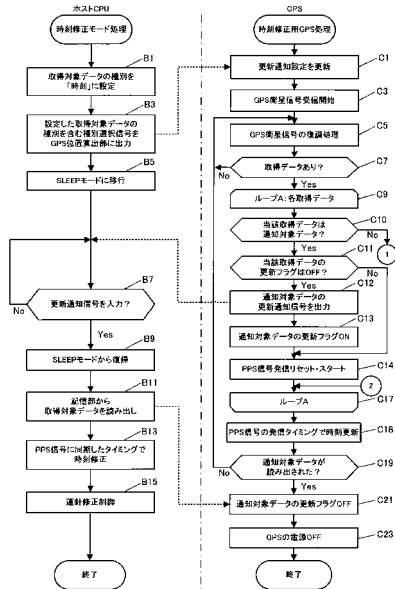 ホストCPU
時刻修正モード処理
B1
取得対象データの種別を
「時刻」に設定
B3
設定した取得対象データの
種別を含む種別選択信号を
GPS位置算出部に出力
B5
SLEEPモードに移行
B7
更新通知信号を入力？
No
Yes
B9
SLEEPモードから復帰
B11
記憶部から
取得対象データを読み出し
B13
PPS信号に同期したタイミングで
時刻修正
B15
運針修正制御
終了
GPS
時刻修正用GPS処理
C1
更新通知設定を更新
C3
GPS衛星信号受信開始
C5
GPS衛星信号の復調処理
C7
取得データあり？
No
Yes
C9
ループA：各取得データ
C10
当該取得データは
通知対象データ？
No
1
Yes
C11
当該取得データの
更新フラグはOFF？
No
Yes
C12
通知対象データの
更新通知信号を出力
C13
通知対象データの更新フラグON
C14
PPS信号発信リセット・スタート
2
C17
ループA
C18
PPS信号の発信タイミングで時刻更新
C19
通知対象データが
読み出された？
No
Yes
C21
通知対象データの更新フラグOFF
C23
GPSの電源OFF
終了